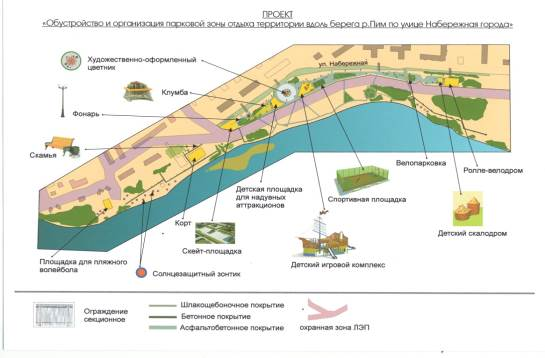 ПРОЕКТ
«Обустройство и организация парковой зоны отдыха территории вдоль берега р.Пим по улице Набережная города»
Художественно-оформленный
цветник
ул. Набережная
Клумба
Фонарь
Скамья
Велопарковка
Ролле-велодром
Детская площадка
для надувных
аттракционов
Спортивная площадка
Корт
Скейт-площадка
Детский скалодром
Площадка для пляжного
волейбола
Солнцезащитный зонтик
Детский игровой комплекс
Ограждение
секционное
Шлакощебоночное покрытие
Бетонное покрытие
Асфальтобетонное покрытие
охранная зона ЛЭП